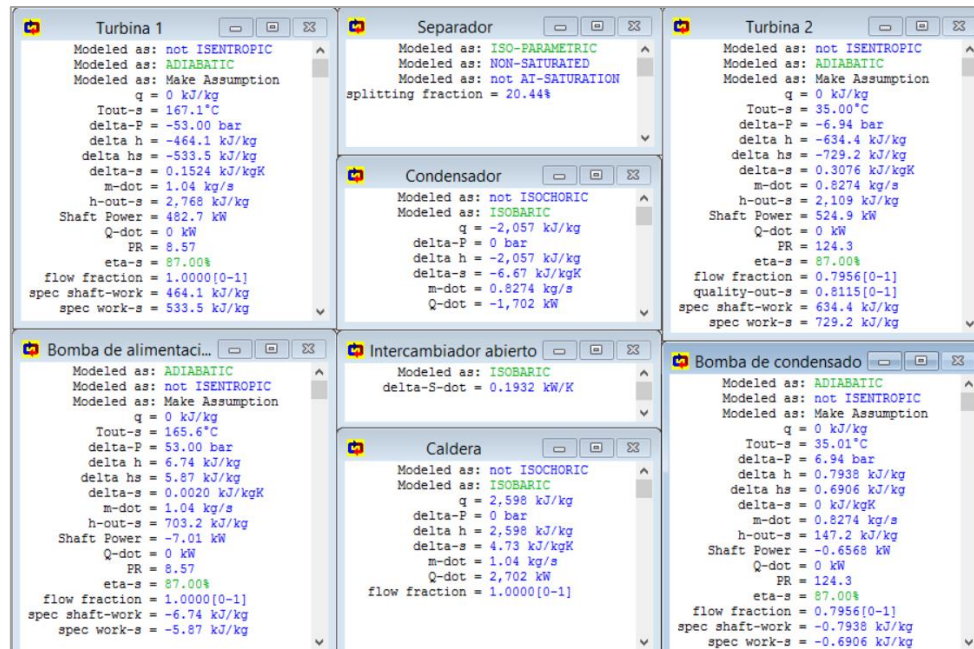 Turbina 1
Modeled as: not ISENTROPIC
Modeled as: ADIABATIC
Modeled as: Make Assumption
q = 0 kJ/kg
Tout-s = 167.1°C
delta-P = -53.00 bar
delta h = -464.1 kJ/kg
delta hs = -533.5 kJ/kg
delta-s = 0.1524 kJ/kgK
m-dot = 1.04 kg/s
h-out-s = 2,768 kJ/kg
Shaft Power = 482.7 kW
Q-dot = 0 kW
PR = 8.57
eta-s = 87.00%
flow fraction = 1.0000[0-1]
spec shaft-work = 464.1 kJ/kg
spec work-s = 533.5 kJ/kg
Separador
Modeled as: ISO-PARAMETRIC
Modeled as: NON-SATURATED
Modeled as: not AT-SATURATION
splitting fraction = 20.44%
Condensador
Modeled as: not ISOCHORIC
Modeled as: ISOBARIC
q = -2,057 kJ/kg
delta-P = 0 bar
delta h = -2,057 kJ/kg
delta-s = -6.67 kJ/kgK
m-dot = 0.8274 kg/s
Q-dot = -1,702 kW
Turbina 2
Modeled as: not ISENTROPIC
Modeled as: ADIABATIC
Modeled as: Make Assumption
q = 0 kJ/kg
Tout-s = 35.00°C
delta-P = -6.94 bar
delta h = -634.4 kJ/kg
delta hs = -729.2 kJ/kg
delta-s = 0.3076 kJ/kgK
m-dot = 0.8274 kg/s
h-out-s = 2,109 kJ/kg
Shaft Power = 524.9 kW
Q-dot = 0 kW
PR = 124.3
eta-s = 87.00%
flow fraction = 0.7956[0-1]
quality-out-s = 0.8115[0-1]
spec shaft-work = 634.4 kJ/kg
spec work-s = 729.2 kJ/kg
Bomba de alimentaci...
Modeled as: ADIABATIC
Modeled as: not ISENTROPIC
Modeled as: Make Assumption
q = 0 kJ/kg
Tout-s = 165.6°C
delta-P = 53.00 bar
delta h = 6.74 kJ/kg
delta hs = 5.87 kJ/kg
delta-s = 0.0020 kJ/kgK
m-dot = 1.04 kg/s
h-out-s = 703.2 kJ/kg
Shaft Power = -7.01 kW
Q-dot = 0 kW
PR = 8.57
eta-s = 87.00%
flow fraction = 1.0000[0-1]
spec shaft-work = -6.74 kJ/kg
spec work-s = -5.87 kJ/kg
Intercambiador abierto
Modeled as: ISOBARIC
delta-S-dot = 0.1932 kW/K
Caldera
Modeled as: not ISOCHORIC
Modeled as: ISOBARIC
q = 2,598 kJ/kg
delta-P = 0 bar
delta h = 2,598 kJ/kg
delta-s = 4.73 kJ/kgK
m-dot = 1.04 kg/s
Q-dot = 2,702 kW
flow fraction = 1.0000[0-1]
Bomba de condensado
Modeled as: ADIABATIC
Modeled as: not ISENTROPIC
Modeled as: Make Assumption
q = 0 kJ/kg
Tout-s = 35.01°C
delta-P = 6.94 bar
delta h = 0.7938 kJ/kg
delta hs = 0.6906 kJ/kg
delta-s = 0 kJ/kgK
m-dot = 0.8274 kg/s
h-out-s = 147.2 kJ/kg
Shaft Power = -0.6568 kW
Q-dot = 0 kW
PR = 124.3
eta-s = 87.00%
flow fraction = 0.7956[0-1]
spec shaft-work = -0.7938 kJ/kg
spec work-s = -0.6906 kJ/kg